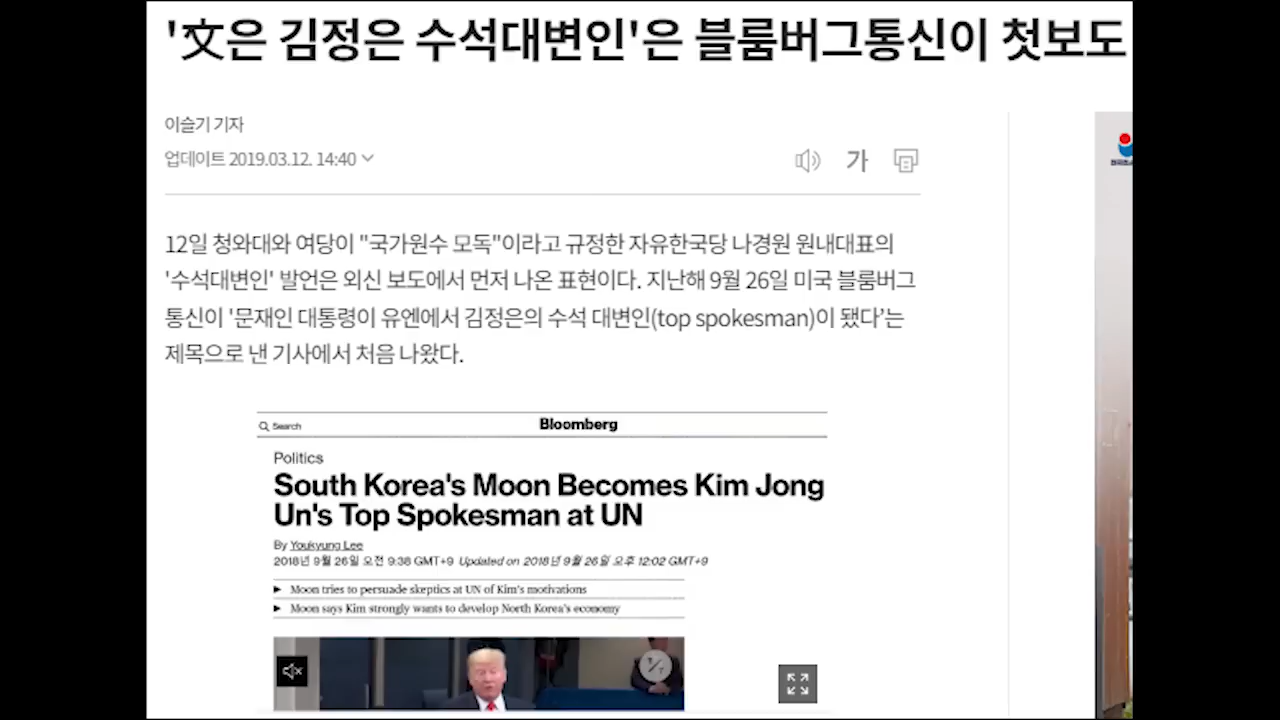 '文은 김정은 수석대변인'은 블룸버그통신이 첫보도
이슬기 기자
업데이트 2019.03.12. 14:40
가
12일 청와대와 여당이 "국가원수 모독"이라고 규정한 자유한국당 나경원 원내대표의
'수석대변인' 발언은 외신 보도에서 먼저 나온 표현이다. 지난해 9월 26일 미국 블룸버그
통신이 '문재인 대통령이 유엔에서 김정은의 수석 대변인(top spokesman)이 됐다’는
제목으로 낸 기사에서 처음 나왔다.
Search
Bloomberg
Politics
South Korea's Moon Becomes Kim Jong
Un's Top Spokesman at UN
By Youkyung Lee
2018년 9월 26일 오전 9:38 GMT+9 Updated on 2018년 9월 26일 오후 12:02 GMT+9
► Moon tries to persuade skeptics at UN of Kim's motivations
► Moon says Kim strongly wants to develop North Korea's economy